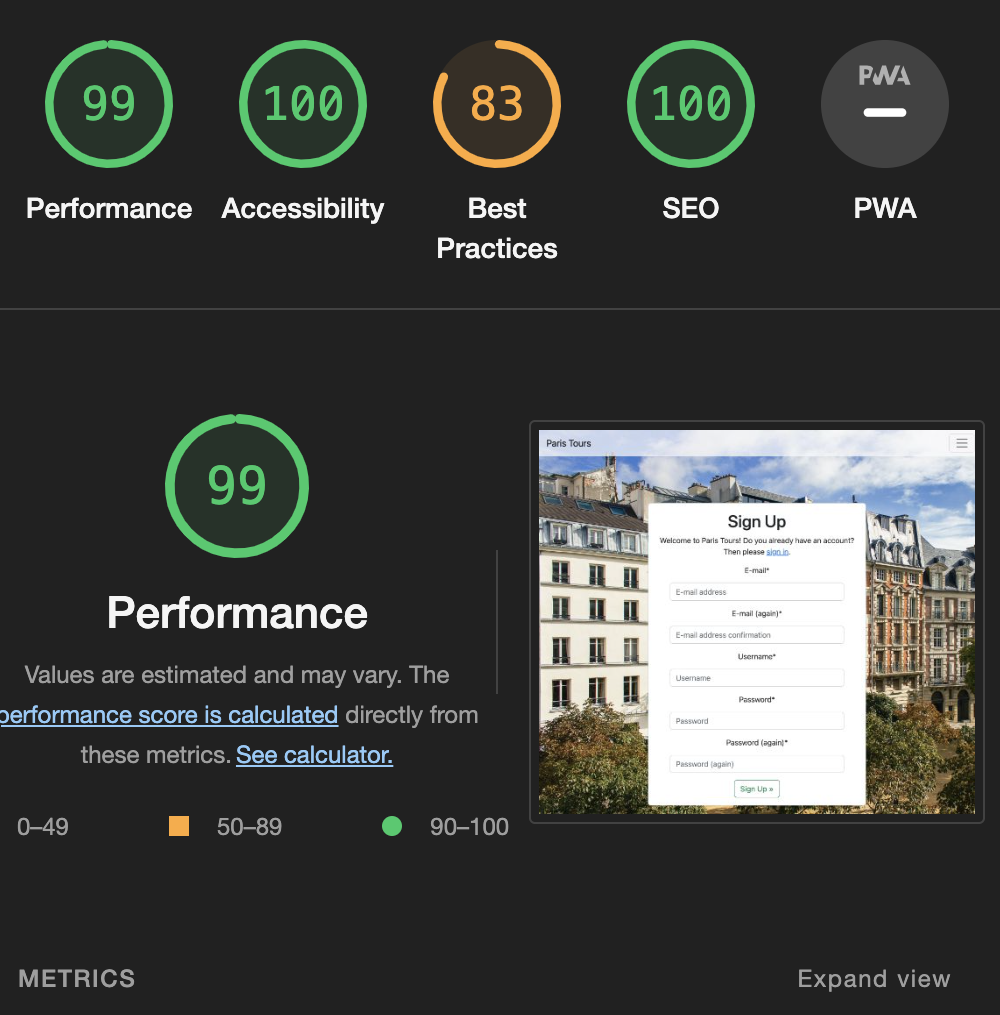 99
100
83
100
PWA
Performance
Accessibility
Best
Practices
SEO
PWA
99
Performance
Values are estimated and may vary. The
performance score is calculated directly from
these metrics. See calculator.
0–49
50–89
90–100
Paris Tours
Sign Up
Welcome to Paris Tours! Do you already have an account?
Then please sign in.
E-mail*
E-mail address
E-mail (again)*
E-mail address confirmation
Username*
Username
Password*
Password
Password (again)*
Password (again)
Sign Up »
METRICS
Expand view